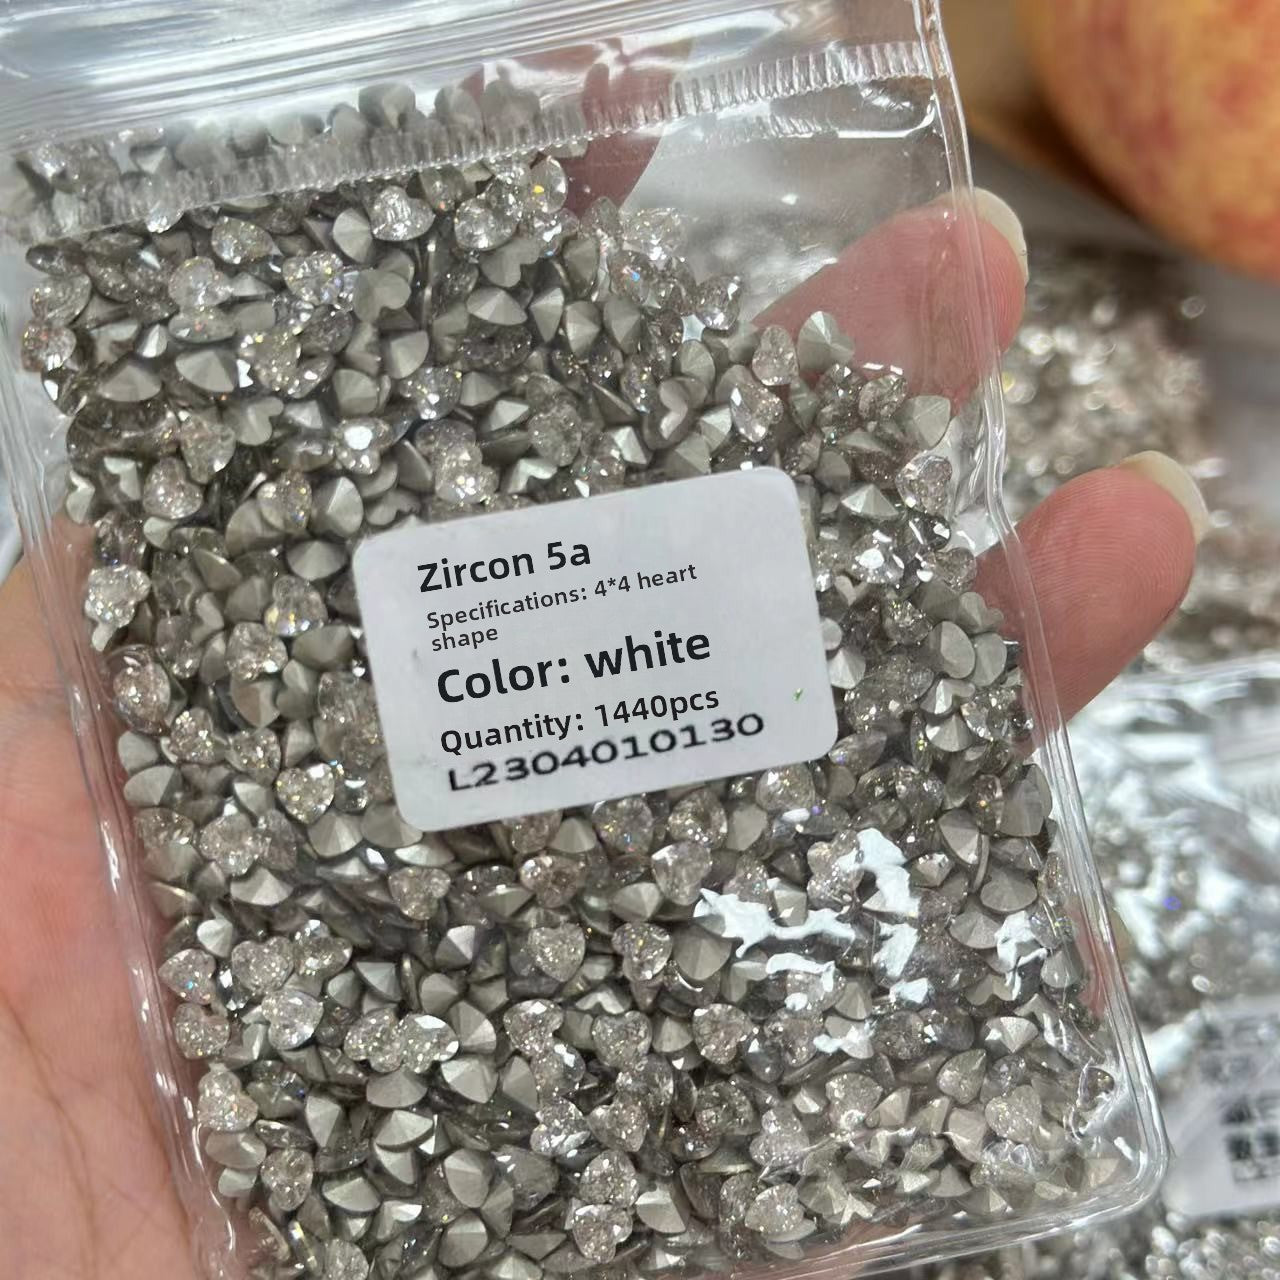 Zircon 5a
Specifications: 4*4 heart
shape
Color: white
Quantity: 1440pcs
L2304010130